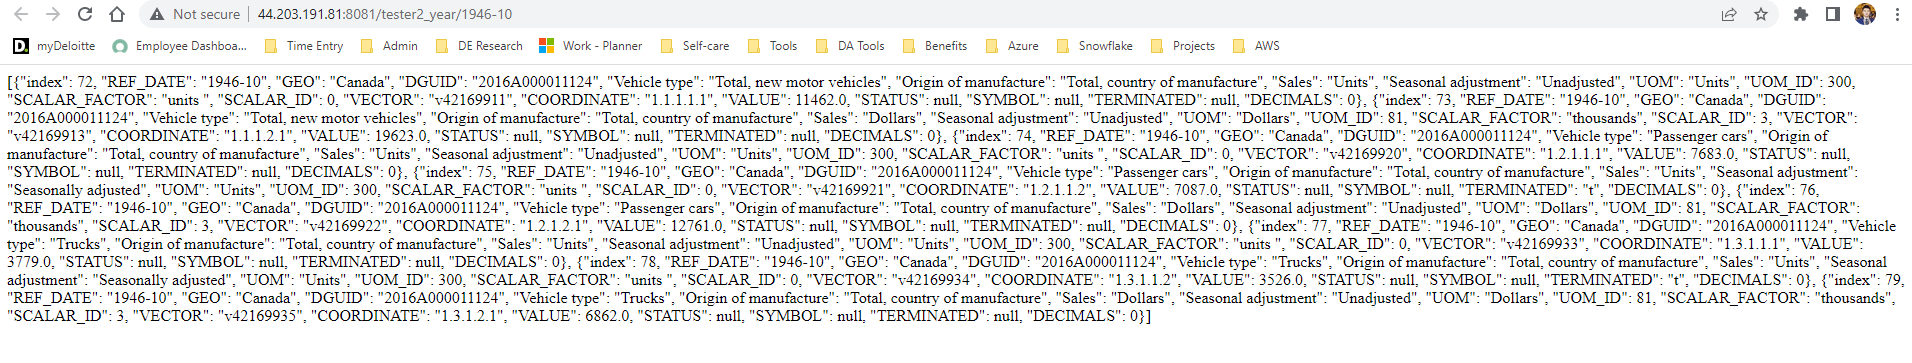 Not secure | 44.203.191.81:8081/tester2_year/1946-10
D. myDeloitte Employee Dashboa... Time Entry Admin DE Research Work - Planner Self-care Tools DA Tools Benefits Azure Snowflake Projects AWS
[{"index": 72, "REF_DATE": "1946-10", "GEO": "Canada", "DGUID": "2016A000011124", "Vehicle type": "Total, new motor vehicles", "Origin of manufacture": "Total, country of manufacture", "Sales": "Units", "Seasonal adjustment": "Unadjusted", "UOM": "Units", "UOM_ID": 300,
"SCALAR_FACTOR": "units ", "SCALAR_ID": 0, "VECTOR": "v42169911", "COORDINATE": "1.1.1.1.1", "VALUE": 11462.0, "STATUS": null, "SYMBOL": null, "TERMINATED": null, "DECIMALS": 0}, {"index": 73, "REF_DATE": "1946-10", "GEO": "Canada", "DGUID":
"2016A000011124", "Vehicle type": "Total, new motor vehicles", "Origin of manufacture": "Total, country of manufacture", "Sales": "Dollars", "Seasonal adjustment": "Unadjusted", "UOM": "Dollars", "UOM_ID": 81, "SCALAR_FACTOR": "thousands", "SCALAR_ID": 3, "VECTOR":
"v42169913", "COORDINATE": "1.1.1.2.1", "VALUE": 19623.0, "STATUS": null, "SYMBOL": null, "TERMINATED": null, "DECIMALS": 0}, {"index": 74, "REF_DATE": "1946-10", "GEO": "Canada", "DGUID": "2016A000011124", "Vehicle type": "Passenger cars", "Origin of
manufacture": "Total, country of manufacture", "Sales": "Units", "Seasonal adjustment": "Unadjusted", "UOM": "Units", "UOM_ID": 300, "SCALAR_FACTOR": "units ", "SCALAR_ID": 0, "VECTOR": "v42169920", "COORDINATE": "1.2.1.1.1", "VALUE": 7683.0, "STATUS": null,
"SYMBOL": null, "TERMINATED": null, "DECIMALS": 0}, {"index": 75, "REF_DATE": "1946-10", "GEO": "Canada", "DGUID": "2016A000011124", "Vehicle type": "Passenger cars", "Origin of manufacture": "Total, country of manufacture", "Sales": "Units", "Seasonal adjustment":
"Seasonally adjusted", "UOM": "Units", "UOM_ID": 300, "SCALAR_FACTOR": "units ", "SCALAR_ID": 0, "VECTOR": "v42169921", "COORDINATE": "1.2.1.1.2", "VALUE": 7087.0, "STATUS": null, "SYMBOL": null, "TERMINATED": "t", "DECIMALS": 0}, {"index": 76,
"REF_DATE": "1946-10", "GEO": "Canada", "DGUID": "2016A000011124", "Vehicle type": "Passenger cars", "Origin of manufacture": "Total, country of manufacture", "Sales": "Dollars", "Seasonal adjustment": "Unadjusted", "UOM": "Dollars", "UOM_ID": 81, "SCALAR_FACTOR":
"thousands", "SCALAR_ID": 3, "VECTOR": "v42169922", "COORDINATE": "1.2.1.2.1", "VALUE": 12761.0, "STATUS": null, "SYMBOL": null, "TERMINATED": null, "DECIMALS": 0}, {"index": 77, "REF_DATE": "1946-10", "GEO": "Canada", "DGUID": "2016A000011124", "Vehicle
type": "Trucks", "Origin of manufacture": "Total, country of manufacture", "Sales": "Units", "Seasonal adjustment": "Unadjusted", "UOM": "Units", "UOM_ID": 300, "SCALAR_FACTOR": "units ", "SCALAR_ID": 0, "VECTOR": "v42169933", "COORDINATE": "1.3.1.1.1", "VALUE":
3779.0, "STATUS": null, "SYMBOL": null, "TERMINATED": null, "DECIMALS": 0}, {"index": 78, "REF_DATE": "1946-10", "GEO": "Canada", "DGUID": "2016A000011124", "Vehicle type": "Trucks", "Origin of manufacture": "Total, country of manufacture", "Sales": "Units", "Seasonal
adjustment": "Seasonally adjusted", "UOM": "Units", "UOM_ID": 300, "SCALAR_FACTOR": "units ", "SCALAR_ID": 0, "VECTOR": "v42169934", "COORDINATE": "1.3.1.1.2", "VALUE": 3526.0, "STATUS": null, "SYMBOL": null, "TERMINATED": "t", "DECIMALS": 0}, {"index": 79,
"REF_DATE": "1946-10", "GEO": "Canada", "DGUID": "2016A000011124", "Vehicle type": "Trucks", "Origin of manufacture": "Total, country of manufacture", "Sales": "Dollars", "Seasonal adjustment": "Unadjusted", "UOM": "Dollars", "UOM_ID": 81, "SCALAR_FACTOR": "thousands",
"SCALAR_ID": 3, "VECTOR": "v42169935", "COORDINATE": "1.3.1.2.1", "VALUE": 6862.0, "STATUS": null, "SYMBOL": null, "TERMINATED": null, "DECIMALS": 0}]